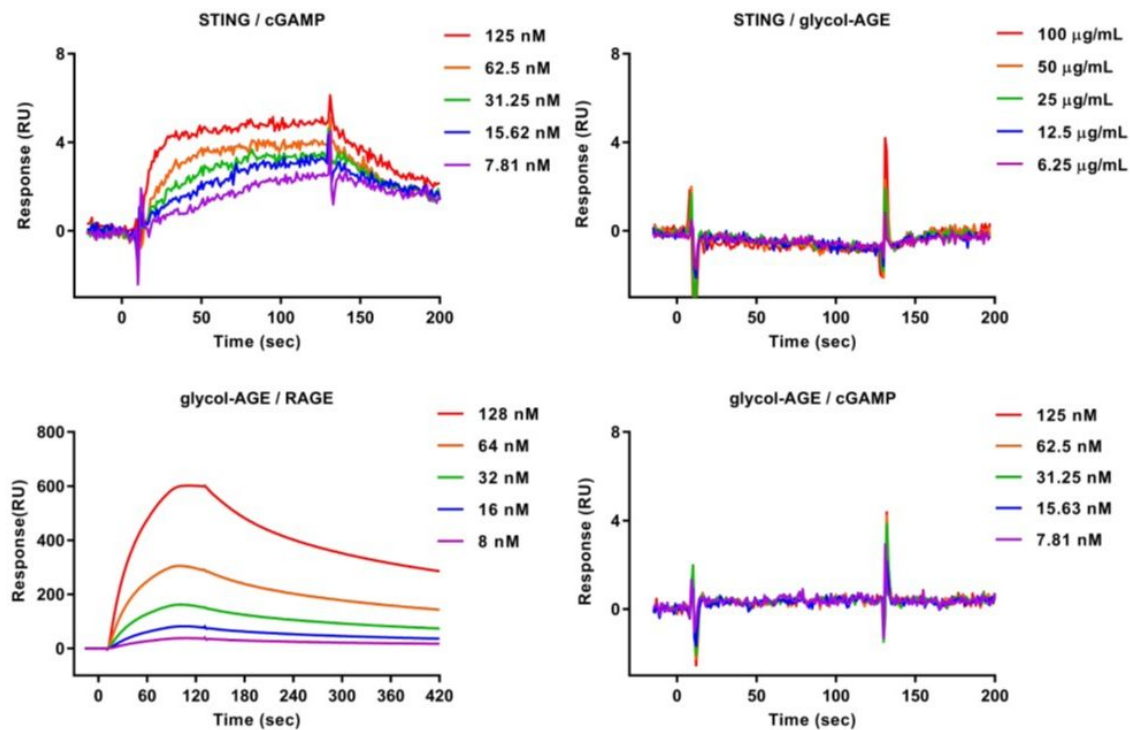 STING / cGAMP
8
4
0
Response (RU)
0 50 100 150 200
Time (sec)
125 nM
62.5 nM
31.25 nM
15.62 nM
7.81 nM
STING / glycol-AGE
8
4
0
Response (RU)
0 50 100 150 200
Time (sec)
100 µg/mL
50 µg/mL
25 µg/mL
12.5 µg/mL
6.25 µg/mL
glycol-AGE / RAGE
800
600
400
200
0
Response(RU)
0 60 120 180 240 300 360 420
Time (sec)
128 nM
64 nM
32 nM
16 nM
8 nM
glycol-AGE / cGAMP
8
4
0
Response (RU)
0 50 100 150 200
Time (sec)
125 nM
62.5 nM
31.25 nM
15.63 nM
7.81 nM